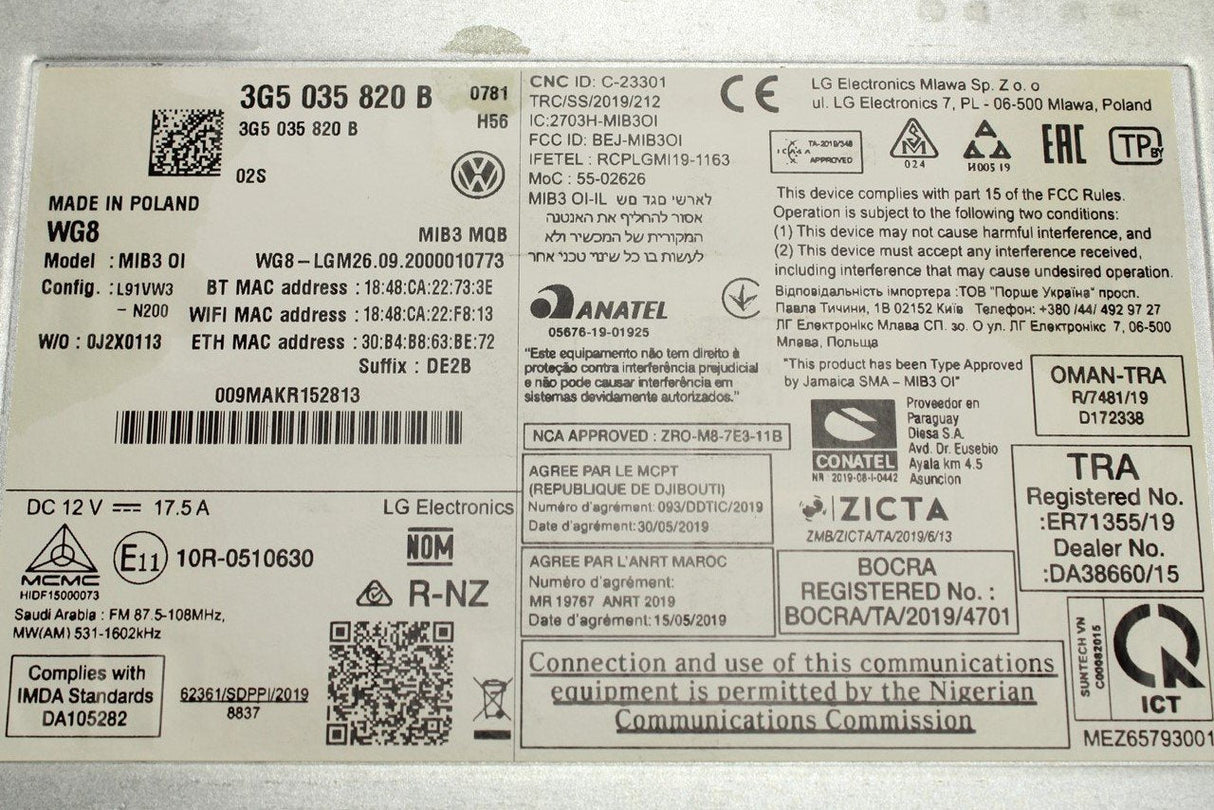 3G5 035 820 B 0781
3G5 035 820 B H56
02S
MADE IN POLAND
WG8 MIB3 MQB
Model : MIB3 OI WG8-LGM26.09.2000010773
Config. : L91VW3 BT MAC address : 18:48:CA:22:73:3E
- N200 WIFI MAC address : 18:48:CA:22:F8:13
W/O : 0J2X0113 ETH MAC address : 30:B4:B8:63:BE:72
Suffix : DE2B
009MAKR152813
DC 12 V 17.5 A LG Electronics
MCMC
HIDF15000073
E11 10R-0510630
NOM
R-NZ
Saudi Arabia : FM 87.5-108MHz,
MW(AM) 531-1602kHz
Complies with
IMDA Standards
DA105282
62361/SDPPI/2019
8837
CNC ID: C-23301
TRC/SS/2019/212
IC:2703H-MIB3OI
FCC ID: BEJ-MIB3OI
IFETEL : RCPLGMI19-1163
MoC : 55-02626
MIB3 OI-IL לארשי םגד םש
אסור להחליף את האנטנה
המקורית של המכשיר ולא
לעשות בו כל שינוי טכני אחר
ANATEL
05676-19-01925
"Este equipamento não tem direito à
proteção contra interferência prejudicial
e não pode causar interferência em
sistemas devidamente autorizados."
NCA APPROVED : ZRO-M8-7E3-11B
AGREE PAR LE MCPT
(REPUBLIQUE DE DJIBOUTI)
Numéro d'agrément: 093/DDTIC/2019
Date d'agrément:30/05/2019
AGREE PAR L'ANRT MAROC
Numéro d'agrément:
MR 19767 ANRT 2019
Date d'agrément:15/05/2019
CE
LG Electronics Mlawa Sp. Z o. o
ul. LG Electronics 7, PL - 06-500 Mlawa, Poland
ICASA TA-2019/348
APPROVED
024
И005 19
EAC
TP BY
This device complies with part 15 of the FCC Rules.
Operation is subject to the following two conditions:
(1) This device may not cause harmful interference, and
(2) This device must accept any interference received,
including interference that may cause undesired operation.
Відповідальність імпортера :ТОВ "Порше Україна" просп.
Павла Тичини, 1В 02152 Київ Телефон: +380 /44/ 492 97 27
ЛГ Електронікс Млава СП. зо. О ул. ЛГ Електронікс 7, 06-500
Млава, Польща
"This product has been Type Approved
by Jamaica SMA – MIB3 OI"
CONATEL
NR : 2019-08-I-0442
Proveedor en
Paraguay
Diesa S.A.
Avd. Dr. Eusebio
Ayala km 4.5
Asuncion
OMAN-TRA
R/7481/19
D172338
ZICTA
ZMB/ZICTA/TA/2019/6/13
TRA
Registered No.
:ER71355/19
Dealer No.
:DA38660/15
BOCRA
REGISTERED No. :
BOCRA/TA/2019/4701
Connection and use of this communications
equipment is permitted by the Nigerian
Communications Commission
SUNTECH VN
C00082015
ICT
MEZ65793001